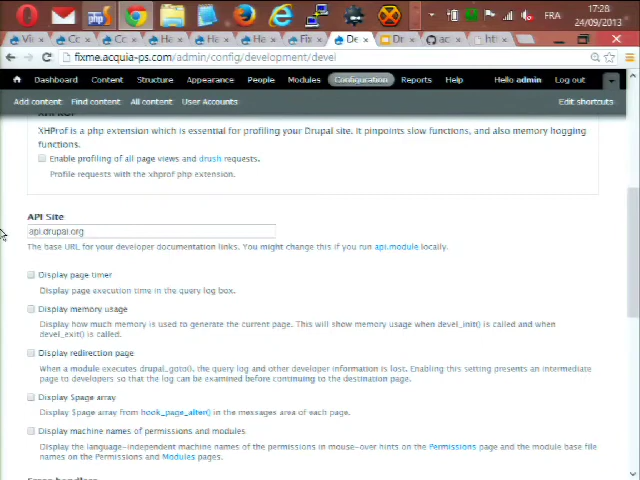 17:28
FRA
24/09/2013
fixme.acquia-ps.com/admin/config/development/devel
Dashboard Content Structure Appearance People Modules Configuration Reports Help Hello admin Log out
Add content Find content All content User Accounts Edit shortcuts
XHProf is a php extension which is essential for profiling your Drupal site. It pinpoints slow functions, and also memory hogging
functions.
Enable profiling of all page views and drush requests.
Profile requests with the xhprof php extension.
API Site
api.drupal.org
The base URL for your developer documentation links. You might change this if you run api.module locally.
Display page timer
Display page execution time in the query log box.
Display memory usage
Display how much memory is used to generate the current page. This will show memory usage when devel_init() is called and when
devel_exit() is called.
Display redirection page
When a module executes drupal_goto(), the query log and other developer information is lost. Enabling this setting presents an intermediate
page to developers so that the log can be examined before continuing to the destination page.
Display $page array
Display $page array from hook_page_alter() in the messages area of each page.
Display machine names of permissions and modules
Display the language-independent machine names of the permissions in mouse-over hints on the Permissions page and the module base file
names on the Permissions and Modules pages.